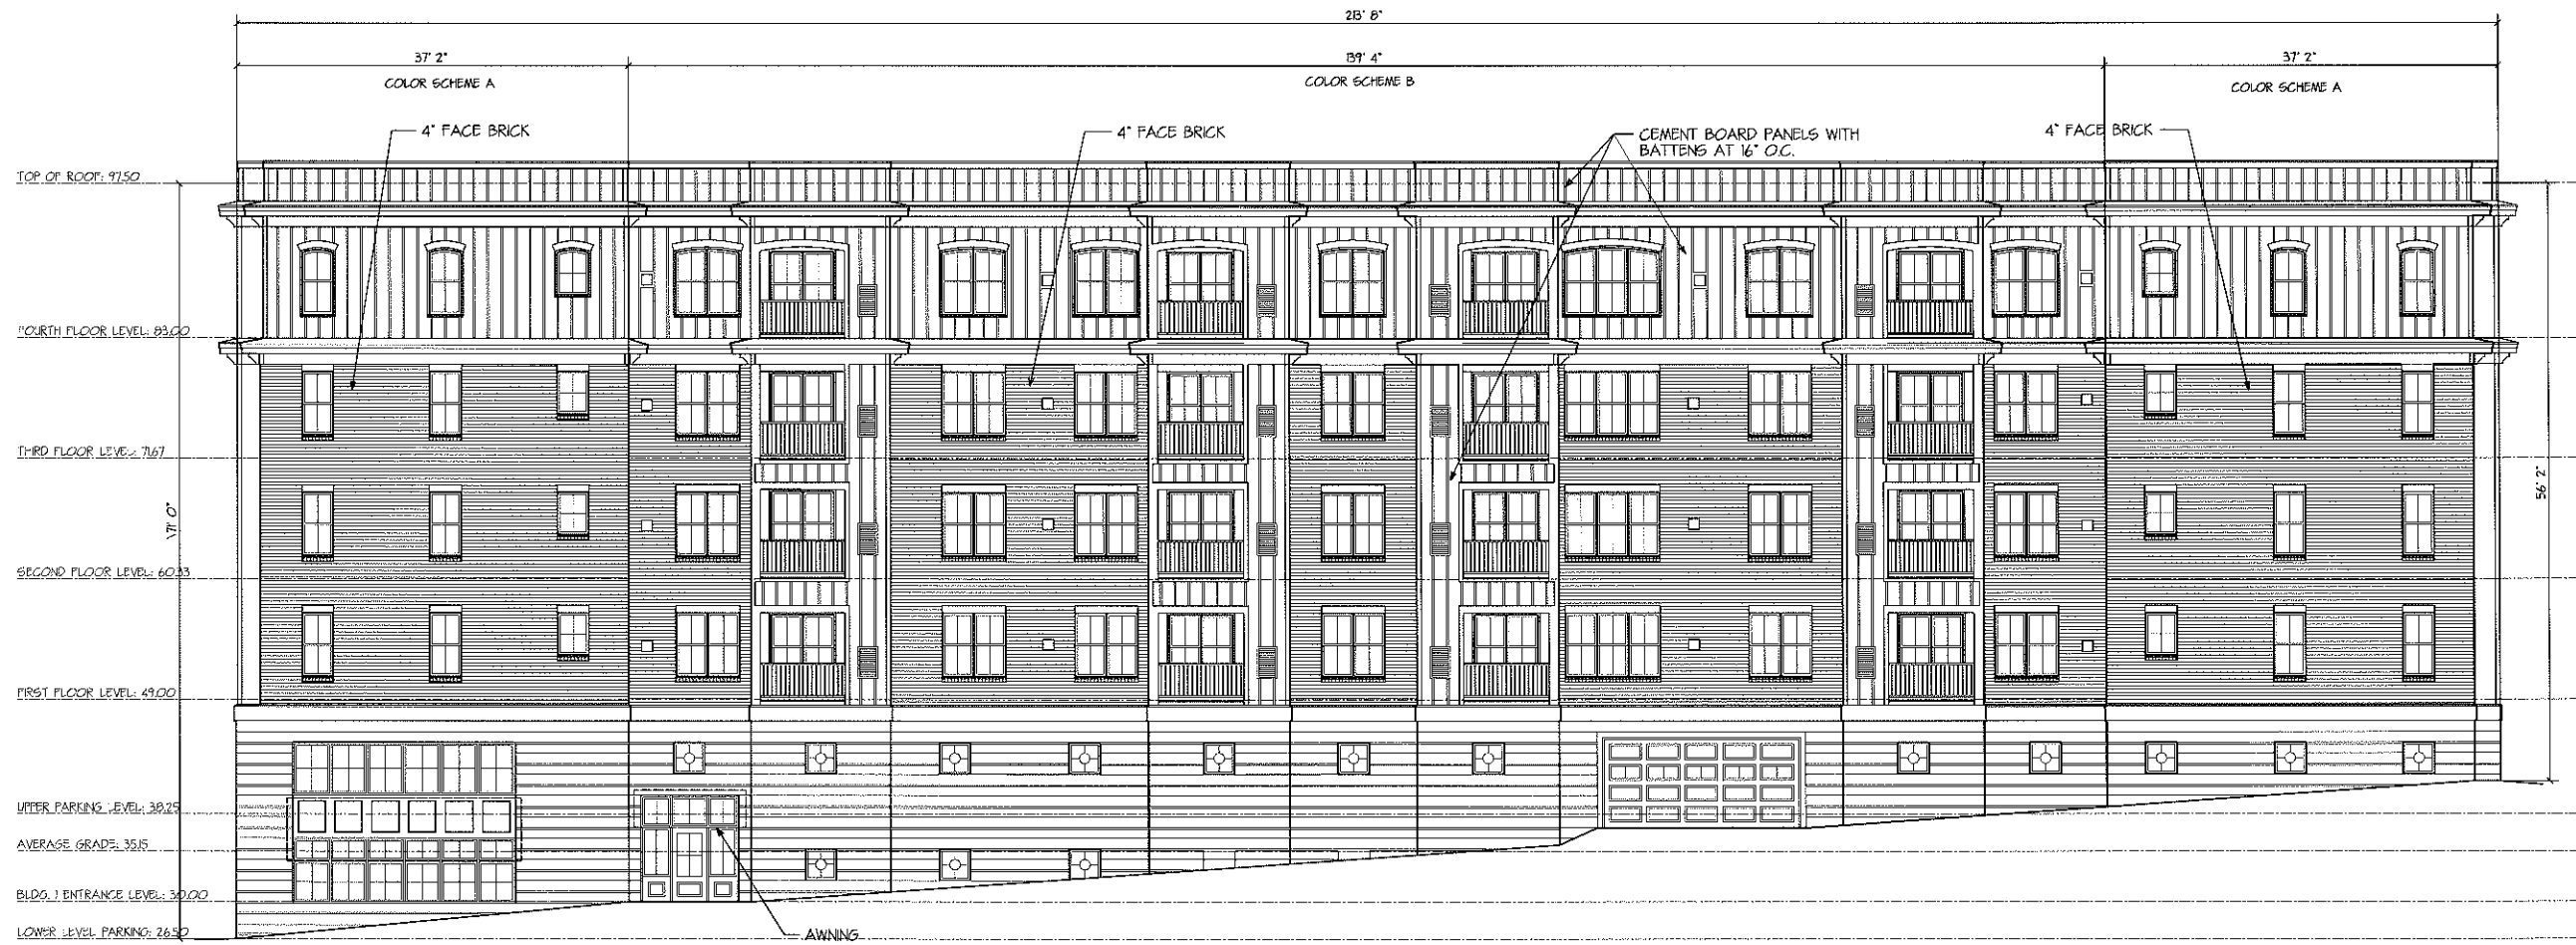 213' 8"
37' 2"
139' 4"
37' 2"
COLOR SCHEME A
COLOR SCHEME B
COLOR SCHEME A
4" FACE BRICK
4" FACE BRICK
CEMENT BOARD PANELS WITH
BATTENS AT 16" O.C.
4" FACE BRICK
TOP OF ROOF: 97.50
FOURTH FLOOR LEVEL: 83.00
THIRD FLOOR LEVEL: 71.67
71' 0"
56' 2"
SECOND FLOOR LEVEL: 60.33
FIRST FLOOR LEVEL: 49.00
UPPER PARKING LEVEL: 38.25
AVERAGE GRADE: 35.15
BLDG. 1 ENTRANCE LEVEL: 30.00
LOWER LEVEL PARKING: 26.50
AWNING